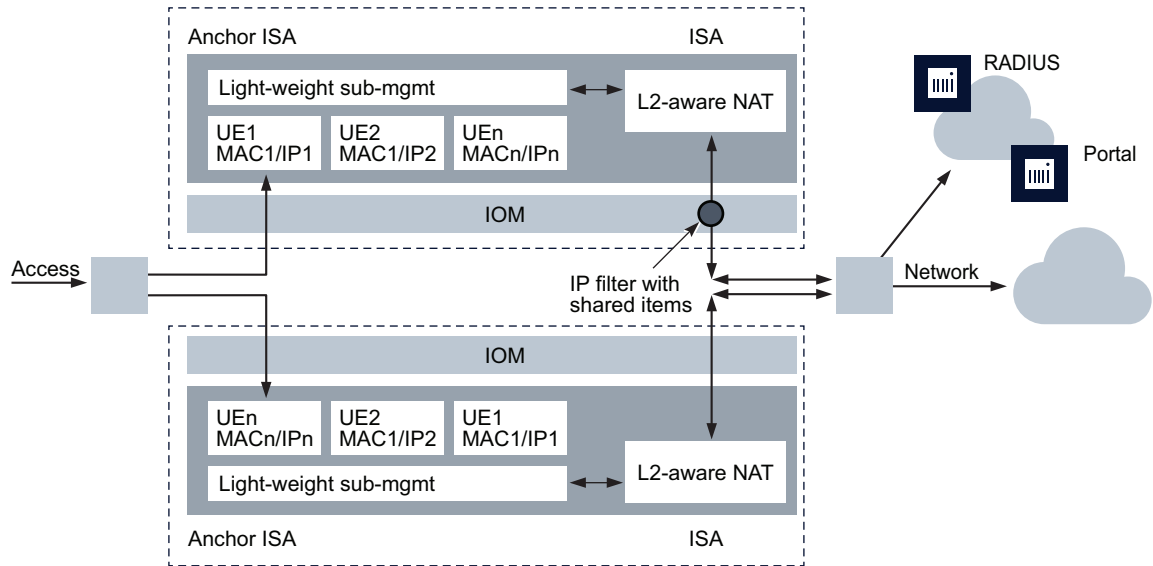 Anchor ISA
ISA
Light-weight sub-mgmt
L2-aware NAT
UE1
MAC1/IP1
UE2
MAC1/IP2
UEn
MACn/IPn
IOM
RADIUS
Portal
Access
IP filter with
shared items
Network
IOM
UEn
MACn/IPn
UE2
MAC1/IP2
UE1
MAC1/IP1
Light-weight sub-mgmt
L2-aware NAT
Anchor ISA
ISA